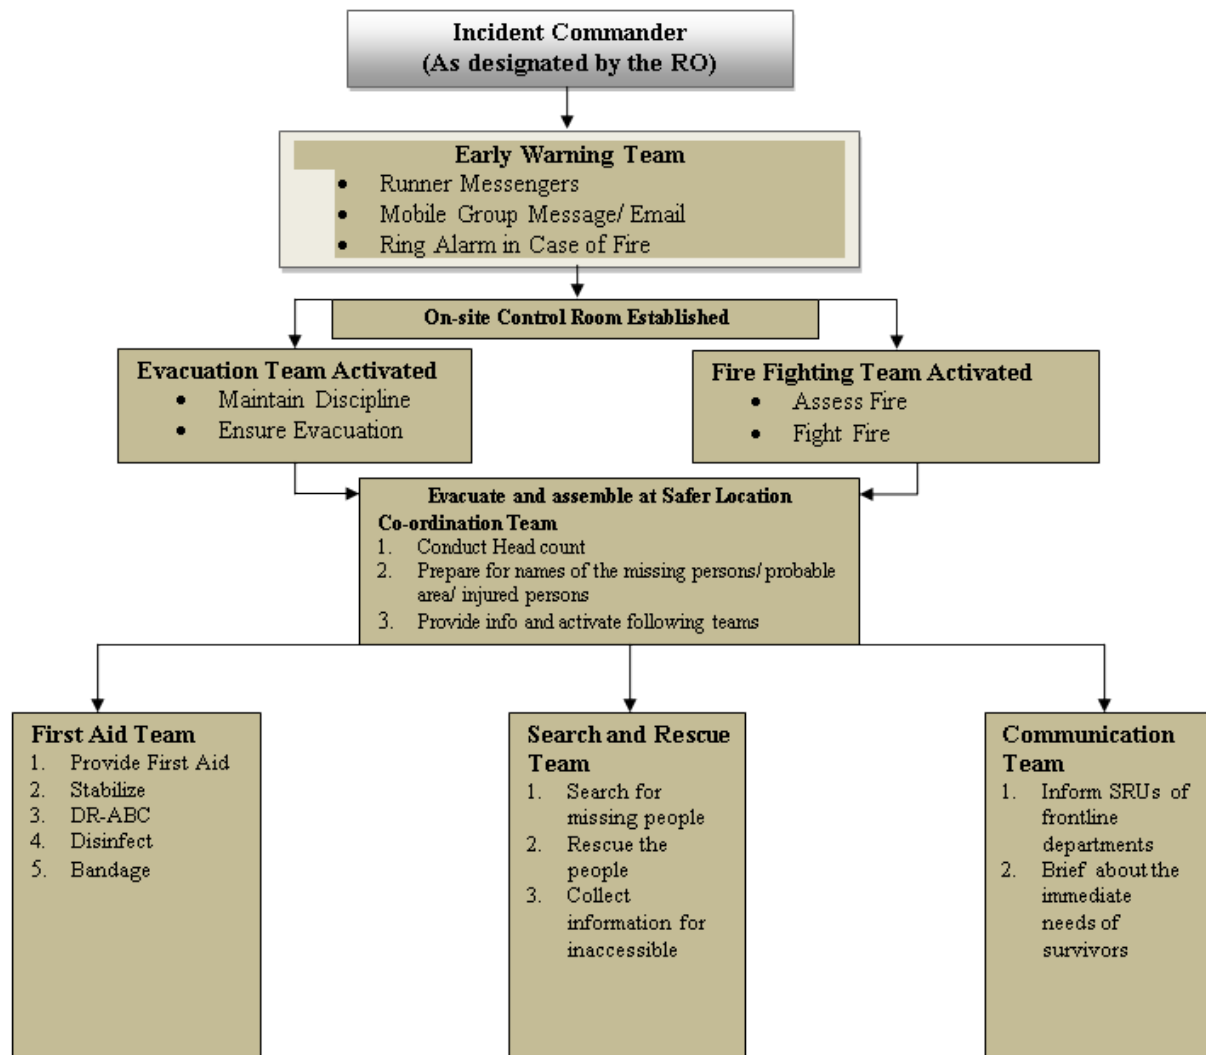 Incident Commander
(As designated by the RO)
Early Warning Team
• Runner Messengers
• Mobile Group Message/ Email
• Ring Alarm in Case of Fire
On-site Control Room Established
Evacuation Team Activated
• Maintain Discipline
• Ensure Evacuation
Fire Fighting Team Activated
• Assess Fire
• Fight Fire
Evacuate and assemble at Safer Location
Co-ordination Team
1. Conduct Head count
2. Prepare for names of the missing persons/ probable
area/ injured persons
3. Provide info and activate following teams
First Aid Team
1. Provide First Aid
2. Stabilize
3. DR-ABC
4. Disinfect
5. Bandage
Search and Rescue
Team
1. Search for
missing people
2. Rescue the
people
3. Collect
information for
inaccessible
Communication
Team
1. Inform SRUs of
frontline
departments
2. Brief about the
immediate
needs of
survivors